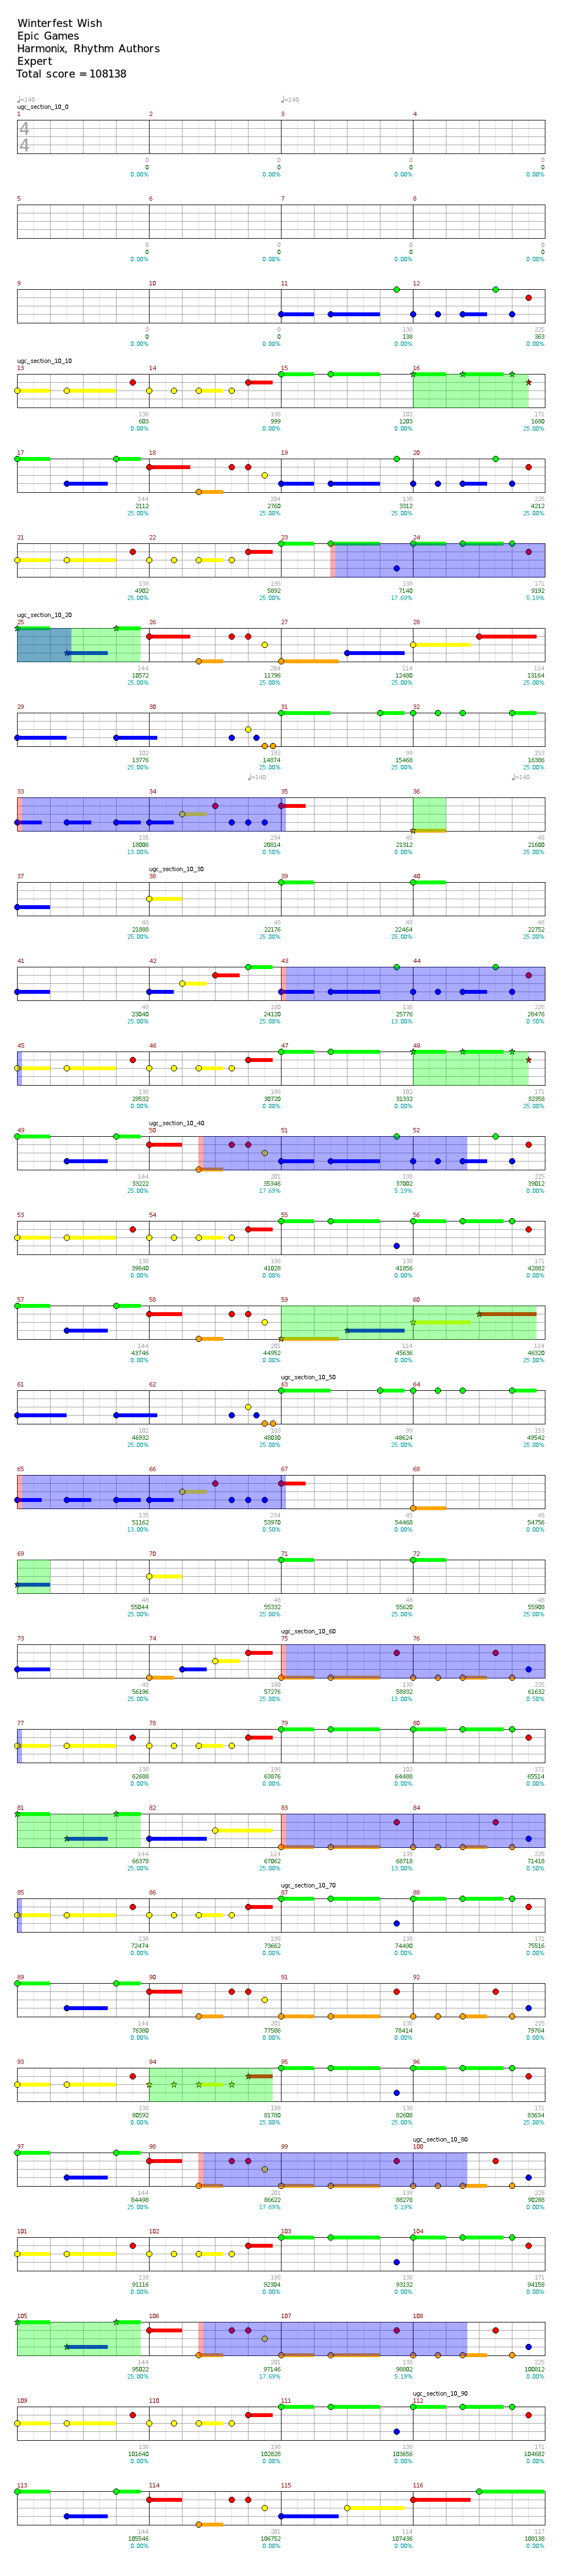 Winterfest Wish
Epic Games
Harmonix, Rhythm Authors
Expert
Total score = 108138
♩=140 ♩=140
ugc_section_10_0
1 2 3 4
4
4
0 0 0 0
0 0 0 0
0.00% 0.00% 0.00% 0.00%
5 6 7 8
0 0 0 0
0 0 0 0
0.00% 0.00% 0.00% 0.00%
9 10 11 12
0 0 138 225
0 0 138 363
0.00% 0.00% 0.00% 0.00%
ugc_section_10_10
13 14 15 16
138 198 102 171
603 999 1203 1680
0.00% 0.00% 0.00% 25.00%
17 18 19 20
144 204 138 225
2112 2760 3312 4212
25.00% 25.00% 25.00% 25.00%
21 22 23 24
138 198 138 171
4902 5892 7140 9192
25.00% 25.00% 17.69% 5.19%
ugc_section_10_20
25 26 27 28
144 204 114 114
10572 11796 12480 13164
25.00% 25.00% 25.00% 25.00%
29 30 31 32
102 183 99 153
13776 14874 15468 16386
25.00% 25.00% 25.00% 25.00%
♩=140 ♩=140
33 34 35 36
135 234 45 48
18006 20814 21312 21600
13.00% 0.50% 0.00% 25.00%
ugc_section_10_30
37 38 39 40
48 48 48 48
21888 22176 22464 22752
25.00% 25.00% 25.00% 25.00%
41 42 43 44
48 180 138 225
23040 24120 25776 28476
25.00% 25.00% 13.00% 0.50%
45 46 47 48
138 198 102 171
29532 30720 31332 32358
0.00% 0.00% 0.00% 25.00%
ugc_section_10_40
49 50 51 52
144 201 138 225
33222 35346 37002 39012
25.00% 17.69% 5.19% 0.00%
53 54 55 56
138 198 138 171
39840 41028 41856 42882
0.00% 0.00% 0.00% 0.00%
57 58 59 60
144 201 114 114
43746 44952 45636 46320
0.00% 0.00% 25.00% 25.00%
ugc_section_10_50
61 62 63 64
102 183 99 153
46932 48030 48624 49542
25.00% 25.00% 25.00% 25.00%
65 66 67 68
135 234 45 48
51162 53970 54468 54756
13.00% 0.50% 0.00% 0.00%
69 70 71 72
48 48 48 48
55044 55332 55620 55908
25.00% 25.00% 25.00% 25.00%
ugc_section_10_60
73 74 75 76
48 180 138 225
56196 57276 58932 61632
25.00% 25.00% 13.00% 0.50%
77 78 79 80
138 198 102 171
62688 63876 64488 65514
0.00% 0.00% 0.00% 0.00%
81 82 83 84
144 114 138 225
66378 67062 68718 71418
25.00% 25.00% 13.00% 0.50%
ugc_section_10_70
85 86 87 88
138 198 138 171
72474 73662 74490 75516
0.00% 0.00% 0.00% 0.00%
89 90 91 92
144 201 138 225
76380 77586 78414 79764
0.00% 0.00% 0.00% 0.00%
93 94 95 96
138 198 138 171
80592 81780 82608 83634
0.00% 25.00% 25.00% 25.00%
ugc_section_10_80
97 98 99 100
144 201 138 225
84498 86622 88278 90288
25.00% 17.69% 5.19% 0.00%
101 102 103 104
138 198 138 171
91116 92304 93132 94158
0.00% 0.00% 0.00% 0.00%
105 106 107 108
144 201 138 225
95022 97146 98802 100812
25.00% 17.69% 5.19% 0.00%
ugc_section_10_90
109 110 111 112
138 198 138 171
101640 102828 103656 104682
0.00% 0.00% 0.00% 0.00%
113 114 115 116
144 201 114 117
105546 106752 107436 108138
0.00% 0.00% 0.00% 0.00%